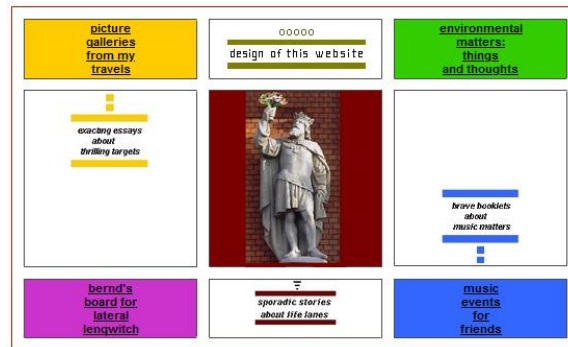 picture
galleries
from my
travels
ooooo
design of this website
environmental
matters:
things
and thoughts
exacting essays
about
thrilling targets
brave booklets
about
music matters
bernd's
board for
lateral
lengwitch
sporadic stories
about life lanes
music
events
for
friends